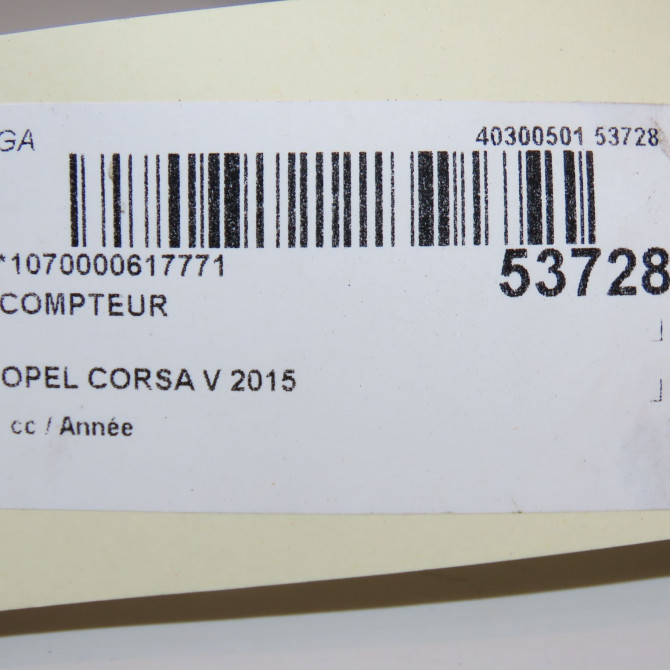 GA
40300501 53728
*1070000617771
53728
COMPTEUR
OPEL CORSA V 2015
cc / Année